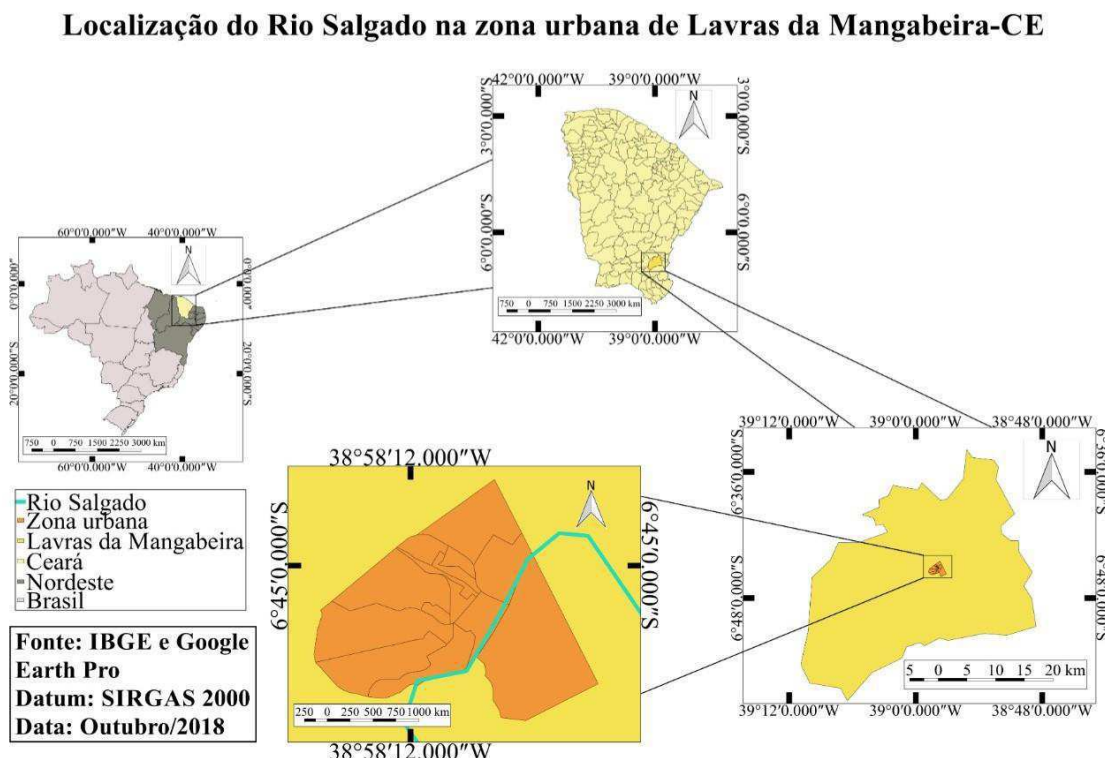 Localização do Rio Salgado na zona urbana de Lavras da Mangabeira-CE
42°0′0.000″W 39°0′0.000″W
3°0′0.000″S
3°0′0.000″S
N
6°0′0.000″S
6°0′0.000″S
750 0 750 1500 2250 3000 km
42°0′0.000″W 39°0′0.000″W
60°0′0.000″W 40°0′0.000″W
N
0°0′0.000″
0°0′0.000″
20°0′0.000″S
20°0′0.000″S
750 0 750 1500 2250 3000 km
60°0′0.000″W 40°0′0.000″W
39°12′0.000″W 39°0′0.000″W 38°48′0.000″W
N
6°36′0.000″S
6°36′0.000″S
6°48′0.000″S
6°48′0.000″S
5 0 5 10 15 20 km
39°12′0.000″W 39°0′0.000″W 38°48′0.000″W
38°58′12.000″W
N
6°45′0.000″S
6°45′0.000″S
250 0 250 500 750 1000 km
38°58′12.000″W
Rio Salgado
Zona urbana
Lavras da Mangabeira
Ceará
Nordeste
Brasil
Fonte: IBGE e Google
Earth Pro
Datum: SIRGAS 2000
Data: Outubro/2018